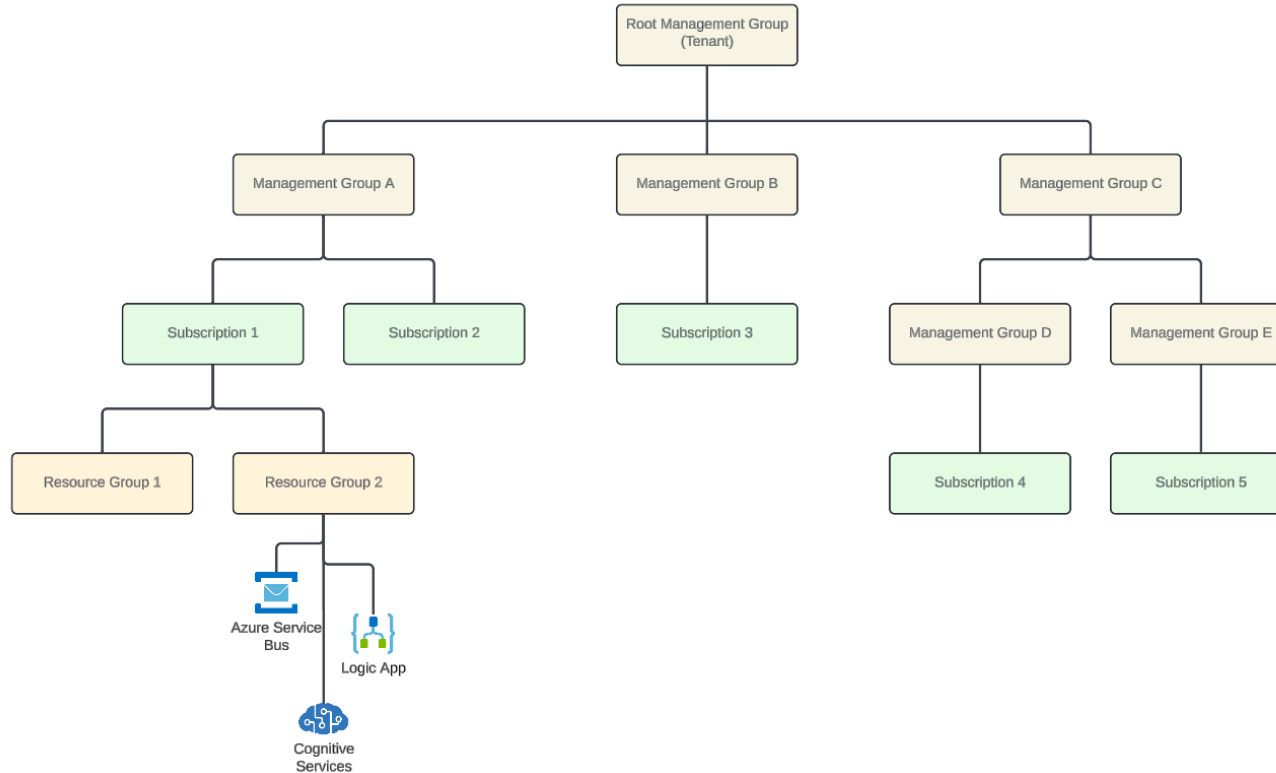 Root Management Group
(Tenant)
Management Group A
Management Group B
Management Group C
Subscription 1
Subscription 2
Subscription 3
Management Group D
Management Group E
Resource Group 1
Resource Group 2
Subscription 4
Subscription 5
Azure Service
Bus
Logic App
Cognitive
Services